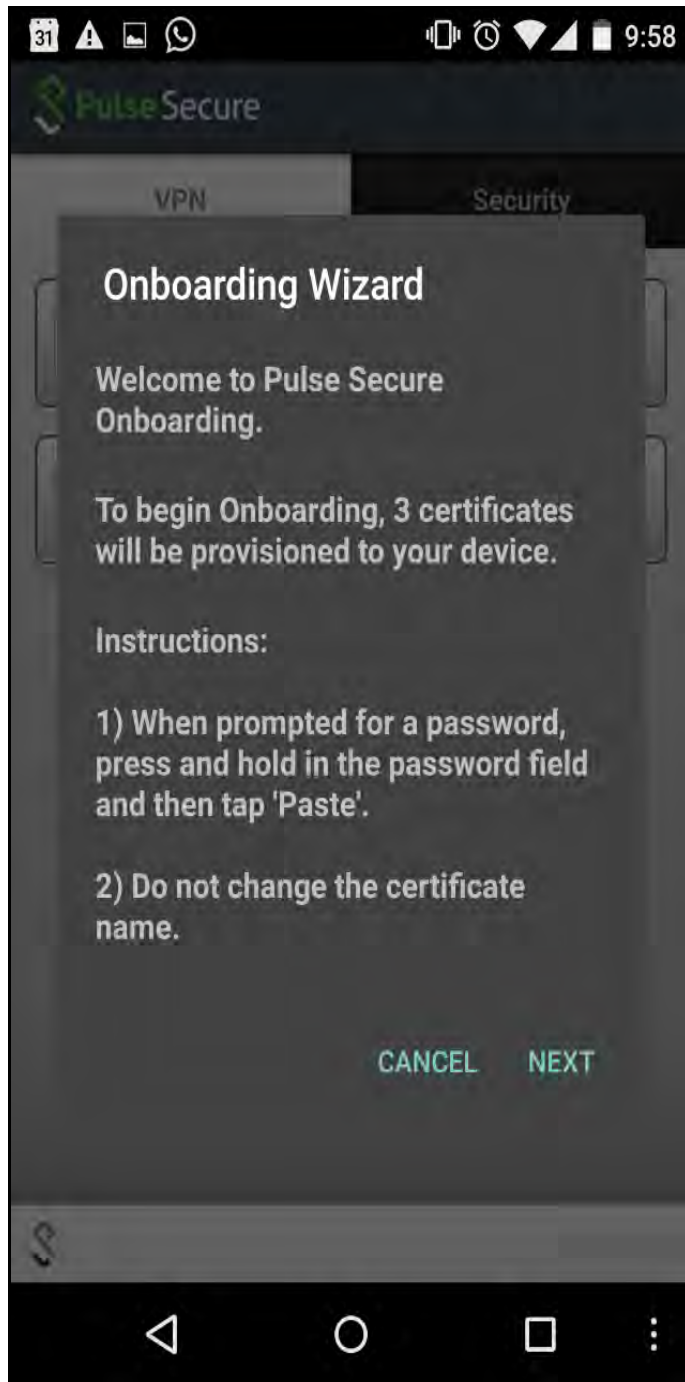 31
9:58
Pulse Secure
VPN
Security
Onboarding Wizard
Welcome to Pulse Secure
Onboarding.
To begin Onboarding, 3 certificates
will be provisioned to your device.
Instructions:
1) When prompted for a password,
press and hold in the password field
and then tap 'Paste'.
2) Do not change the certificate
name.
CANCEL
NEXT